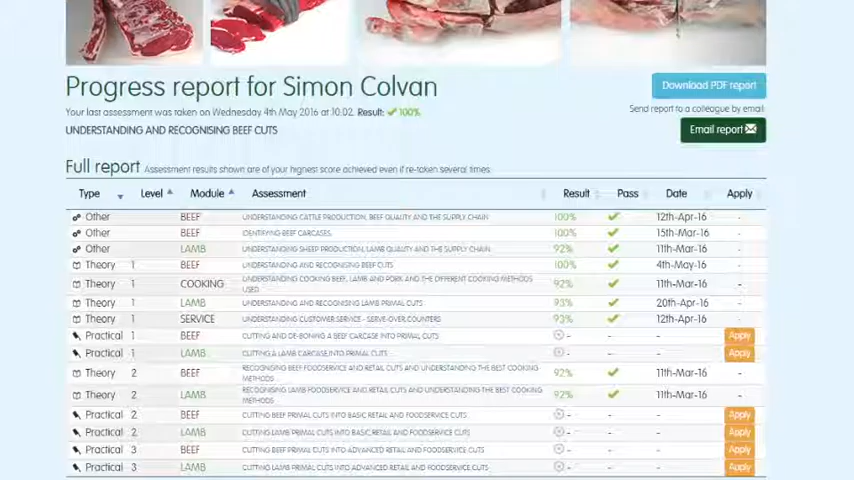 Progress report for Simon Colvan
Download PDF report
Your last assessment was taken on Wednesday 4th May 2016 at 10:02. Result: ✔ 100%
Send report to a colleague by email:
UNDERSTANDING AND RECOGNISING BEEF CUTS
Email report
Full report Assessment results shown are of your highest score achieved even if re-taken several times.
Type Level Module Assessment Result Pass Date Apply
Other BEEF UNDERSTANDING CATTLE PRODUCTION, BEEF QUALITY AND THE SUPPLY CHAIN 100% ✔ 12th-Apr-16 -
Other BEEF IDENTIFYING BEEF CARCASES. 100% ✔ 15th-Mar-16 -
Other LAMB UNDERSTANDING SHEEP PRODUCTION, LAMB QUALITY AND THE SUPPLY CHAIN 92% ✔ 11th-Mar-16 -
Theory 1 BEEF UNDERSTANDING AND RECOGNISING BEEF CUTS 100% ✔ 4th-May-16 -
Theory 1 COOKING UNDERSTANDING COOKING BEEF, LAMB AND PORK AND THE DIFFERENT COOKING METHODS
USED 92% ✔ 11th-Mar-16 -
Theory 1 LAMB UNDERSTANDING AND RECOGNISING LAMB PRIMAL CUTS 93% ✔ 20th-Apr-16 -
Theory 1 SERVICE UNDERSTANDING CUSTOMER SERVICE - SERVE-OVER COUNTERS 93% ✔ 12th-Apr-16 -
Practical 1 BEEF CUTTING AND DE-BONING A BEEF CARCASE INTO PRIMAL CUTS - - - Apply
Practical 1 LAMB CUTTING A LAMB CARCASE INTO PRIMAL CUTS - - - Apply
Theory 2 BEEF RECOGNISING BEEF FOODSERVICE AND RETAIL CUTS AND UNDERSTANDING THE BEST COOKING
METHODS 92% ✔ 11th-Mar-16 -
Theory 2 LAMB RECOGNISING LAMB FOODSERVICE AND RETAIL CUTS AND UNDERSTANDING THE BEST COOKING
METHODS 92% ✔ 11th-Mar-16 -
Practical 2 BEEF CUTTING BEEF PRIMAL CUTS INTO BASIC RETAIL AND FOODSERVICE CUTS - - - Apply
Practical 2 LAMB CUTTING LAMB PRIMAL CUTS INTO BASIC RETAIL AND FOODSERVICE CUTS - - - Apply
Practical 3 BEEF CUTTING BEEF PRIMAL CUTS INTO ADVANCED RETAIL AND FOODSERVICE CUTS - - - Apply
Practical 3 LAMB CUTTING LAMB PRIMAL CUTS INTO ADVANCED RETAIL AND FOODSERVICE CUTS - - - Apply